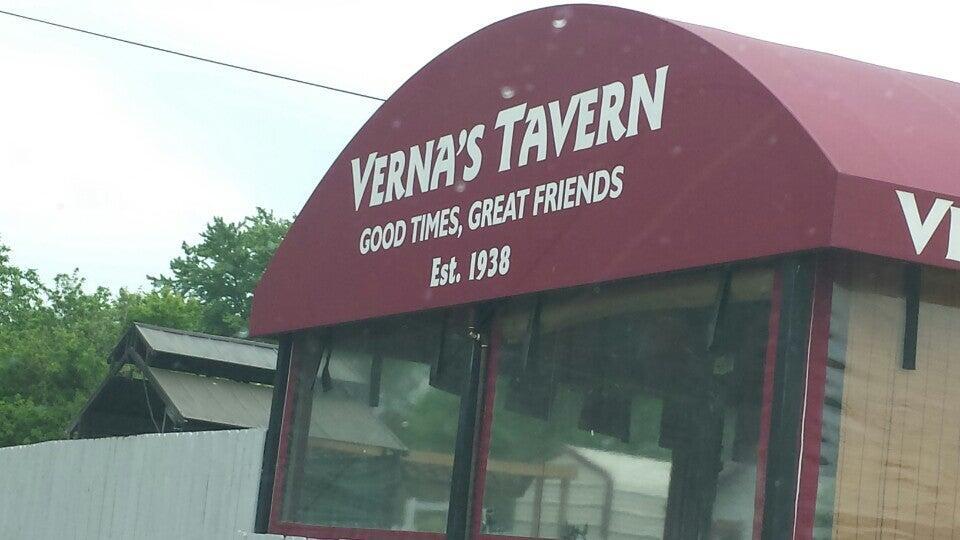 VERNA'S TAVERN
GOOD TIMES, GREAT FRIENDS
Est. 1938